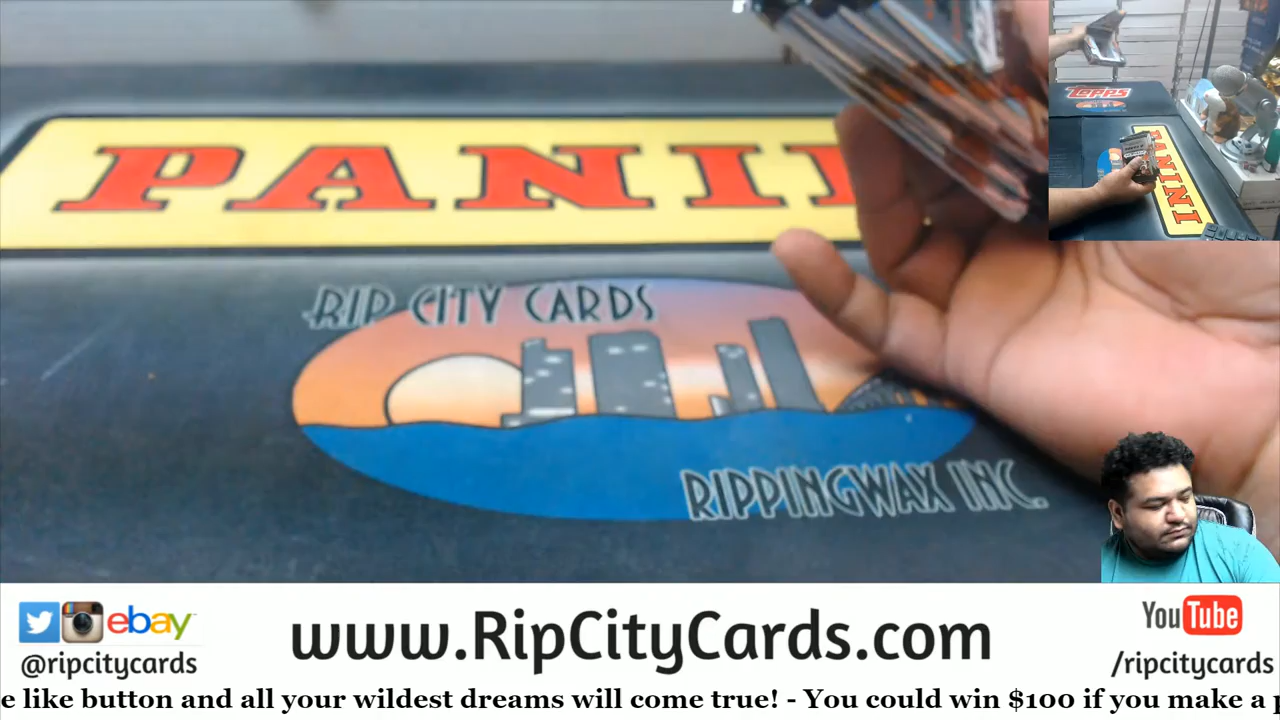 PANINI
RIP CITY CARDS
RIPPINGWAX INC.
TOPPS
PANINI
ebay
@ripcitycards
www.RipCityCards.com
YouTube
/ripcitycards
e like button and all your wildest dreams will come true! - You could win $100 if you make a p